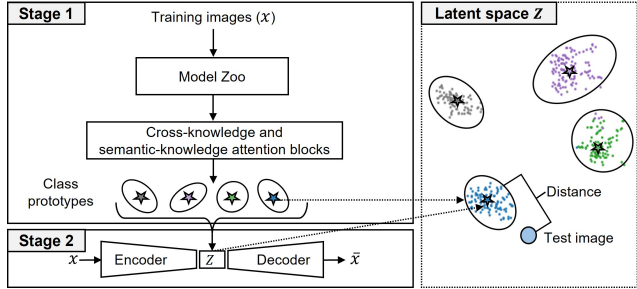 Stage 1
Training images (x)
Model Zoo
Cross-knowledge and
semantic-knowledge attention blocks
Class
prototypes
Stage 2
x
Encoder
Z
Decoder
x̄
Latent space Z
Distance
Test image